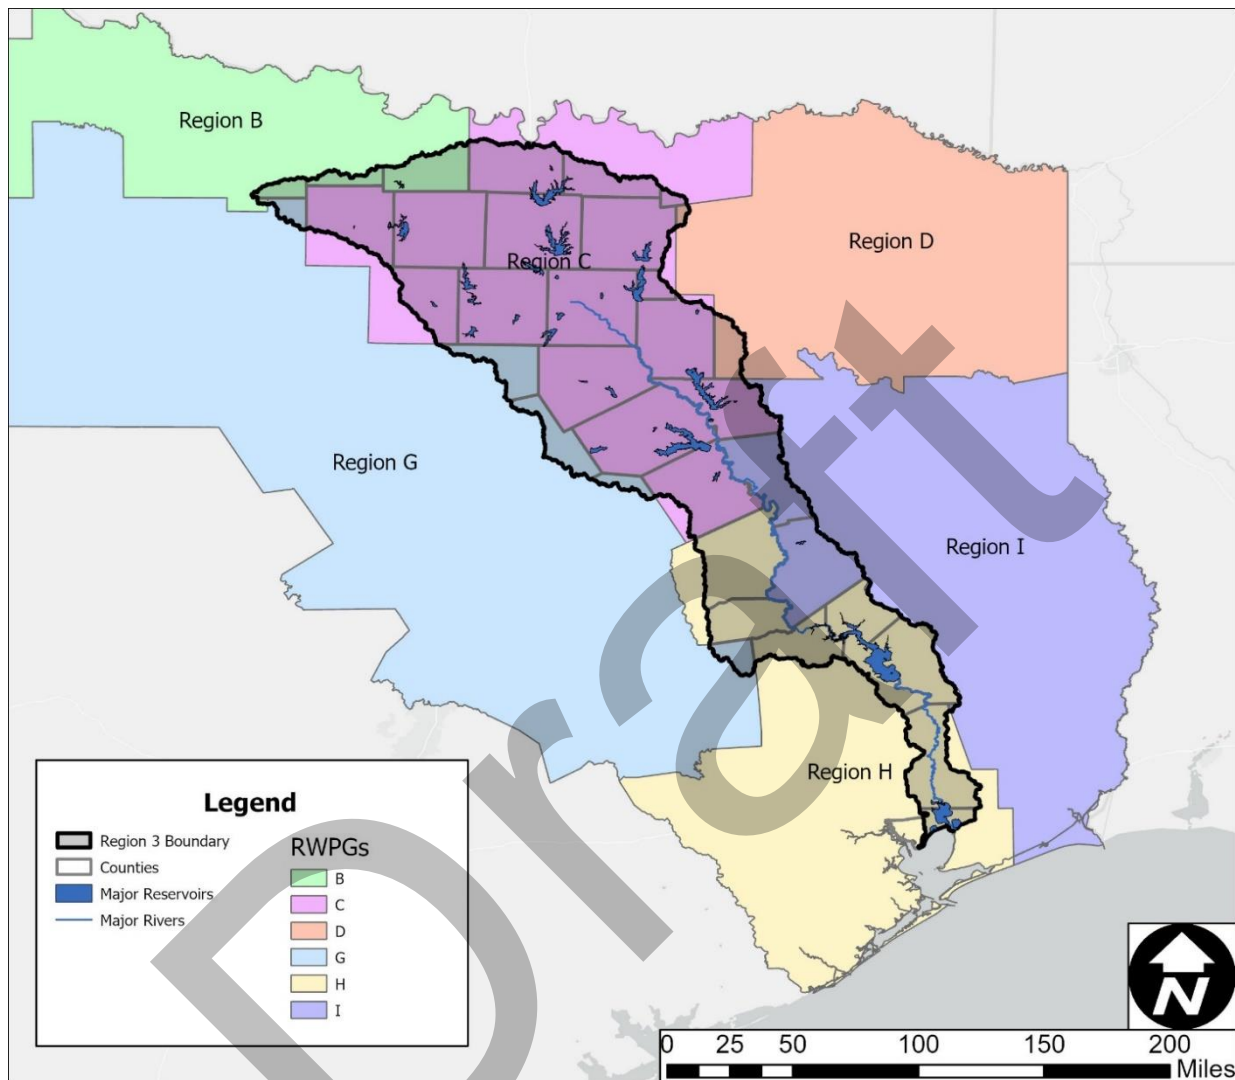 Region B
Region D
Region C
Region G
Region I
Region H
Legend
Region 3 Boundary
Counties
Major Reservoirs
Major Rivers
RWPGs
B
C
D
G
H
I
Draft
N
0 25 50 100 150 200
Miles